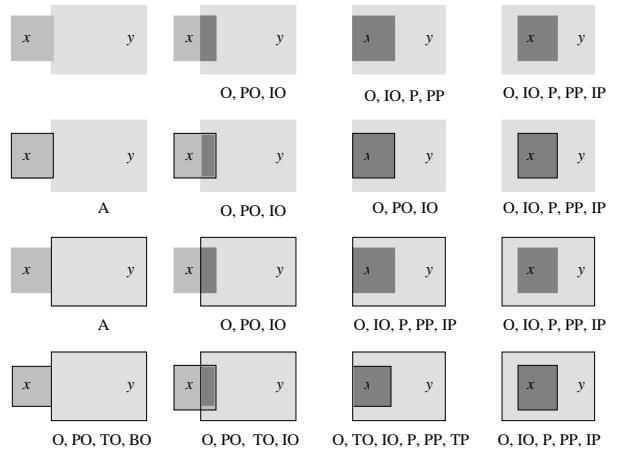 x y x y x y x y
O, PO, IO O, IO, P, PP O, IO, P, PP, IP
x y x y x y x y
A O, PO, IO O, PO, IO O, IO, P, PP, IP
x y x y x y x y
A O, PO, IO O, IO, P, PP, IP O, IO, P, PP, IP
x y x y x y x y
O, PO, TO, BO O, PO, TO, IO O, TO, IO, P, PP, TP O, IO, P, PP, IP